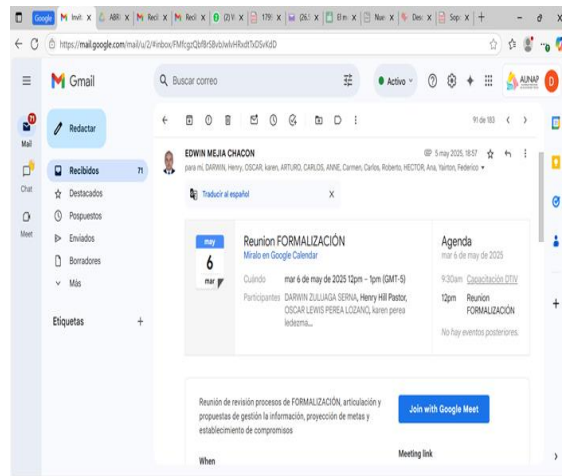 Google
https://mail.google.com/mail/u/2/#inbox/
Gmail
Buscar correo
Activo
AUNAP
D
71
Mail
Chat
Meet
Redactar
Recibidos 71
Destacados
Pospuestos
Enviados
Borradores
Más
Etiquetas
91 de 183
EDWIN MEJIA CHACON
5 may 2025, 18:57
para mí, DARWIN, Henry, OSCAR, karen, ARTURO, CARLOS, ANNE, Carmen, Carlos, Roberto, HECTOR, Ana, Yairton, Federico
Traducir al español X
may
6
mar
Reunion FORMALIZACIÓN
Míralo en Google Calendar
Cuándo mar 6 de may de 2025 12pm – 1pm (GMT-5)
Participantes DARWIN ZULUAGA SERNA, Henry Hill Pastor,
OSCAR LEWIS PEREA LOZANO, karen perea
ledezma...
Agenda
mar 6 de may de 2025
9:30am Capacitación DTIV
12pm Reunion
FORMALIZACIÓN
No hay eventos posteriores.
Reunión de revisión procesos de FORMALIZACIÓN, articulación y
propuestas de gestión la información, proyección de metas y
establecimiento de compromisos
Join with Google Meet
When
Meeting link